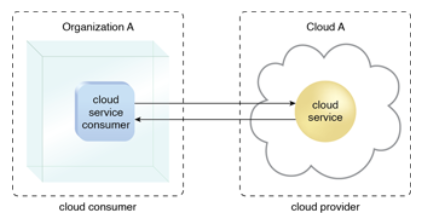 Organization A
Cloud A
cloud
service
consumer
cloud
service
cloud consumer
cloud provider